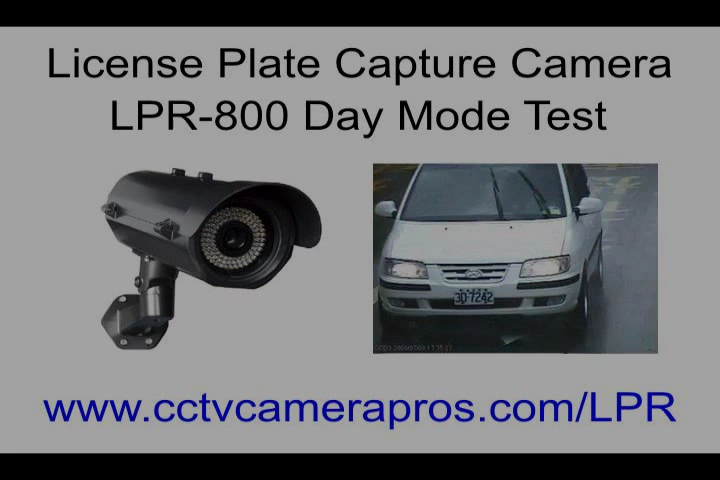 License Plate Capture Camera
LPR-800 Day Mode Test
3D-7242
www.cctvcamerapros.com/LPR